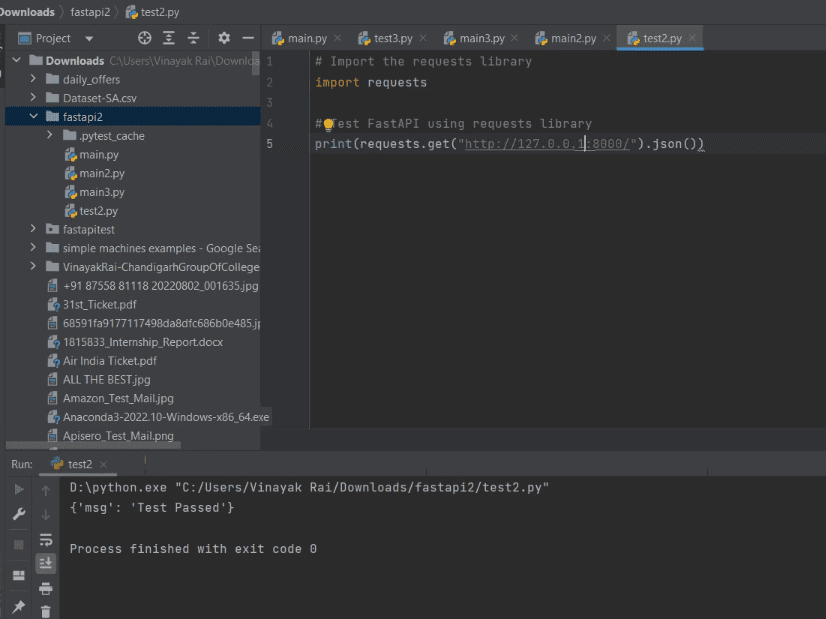 Downloads fastapi2 test2.py
Project
main.py test3.py main3.py main2.py test2.py
Downloads C:\Users\Vinayak Rai\Downloa
daily_offers
Dataset-SA.csv
fastapi2
.pytest_cache
main.py
main2.py
main3.py
test2.py
fastapitest
simple machines examples - Google Sea
VinayakRai-ChandigarhGroupOfCollege
+91 87558 81118 20220802_001635.jpg
31st_Ticket.pdf
68591fa9177117498da8dfc686b0e485.jp
1815833_Internship_Report.docx
Air India Ticket.pdf
ALL THE BEST.jpg
Amazon_Test_Mail.jpg
Anaconda3-2022.10-Windows-x86_64.exe
Apisero_Test_Mail.png
1 # Import the requests library
2 import requests
3
4 # Test FastAPI using requests library
5 print(requests.get("http://127.0.0.1:8000/").json())
Run: test2
D:\python.exe "C:/Users/Vinayak Rai/Downloads/fastapi2/test2.py"
{'msg': 'Test Passed'}
Process finished with exit code 0